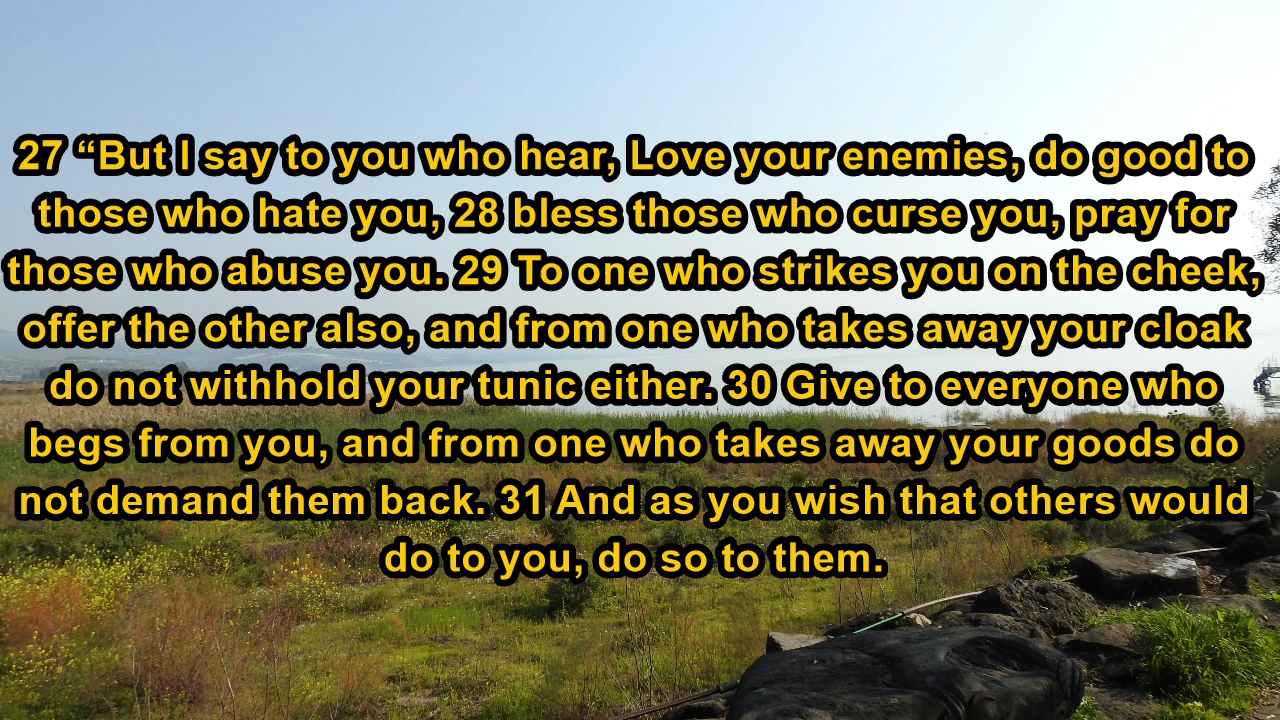 27 “But I say to you who hear, Love your enemies, do good to
those who hate you, 28 bless those who curse you, pray for
those who abuse you. 29 To one who strikes you on the cheek,
offer the other also, and from one who takes away your cloak
do not withhold your tunic either. 30 Give to everyone who
begs from you, and from one who takes away your goods do
not demand them back. 31 And as you wish that others would
do to you, do so to them.